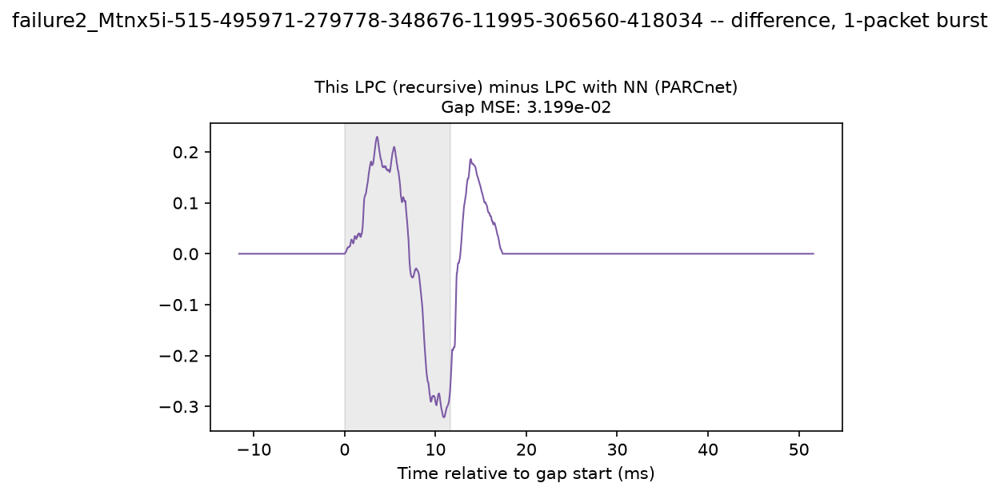 failure2_Mtnx5i-515-495971-279778-348676-11995-306560-418034 -- difference, 1-packet burst
This LPC (recursive) minus LPC with NN (PARCnet)
Gap MSE: 3.199e-02
0.2
0.1
0.0
−0.1
−0.2
−0.3
−10 0 10 20 30 40 50
Time relative to gap start (ms)